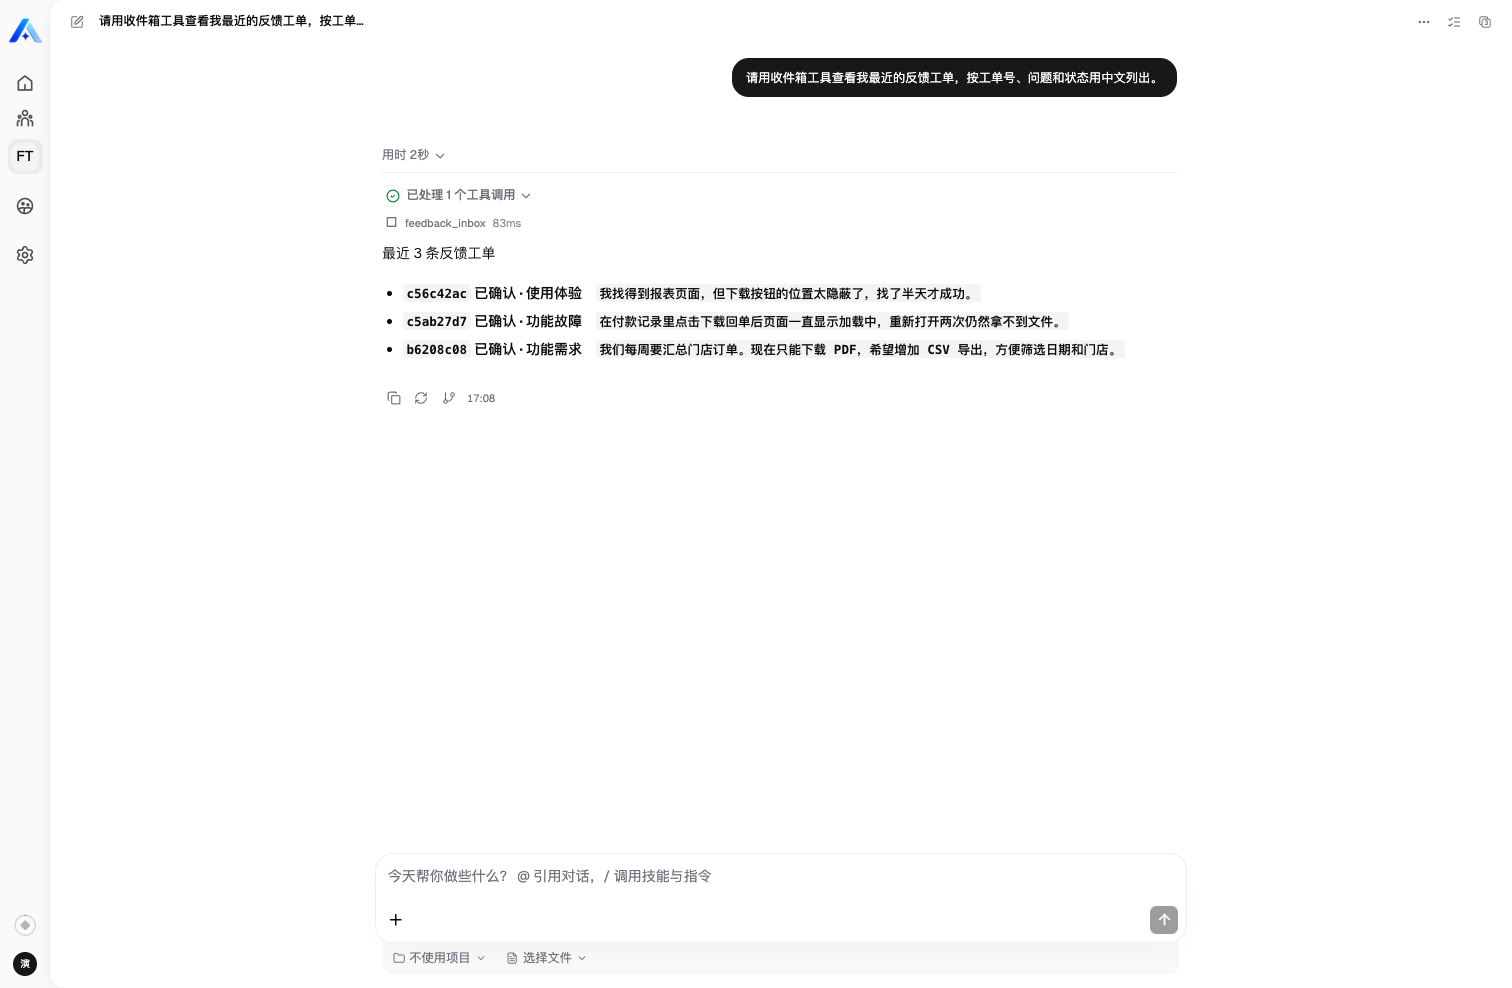 请用收件箱工具查看我最近的反馈工单，按工单...
请用收件箱工具查看我最近的反馈工单，按工单号、问题和状态用中文列出。
FT
用时 2秒
已处理 1 个工具调用
feedback_inbox 83ms
最近 3 条反馈工单
c56c42ac 已确认 · 使用体验 我找得到报表页面，但下载按钮的位置太隐蔽了，找了半天才成功。
c5ab27d7 已确认 · 功能故障 在付款记录里点击下载回单后页面一直显示加载中，重新打开两次仍然拿不到文件。
b6208c08 已确认 · 功能需求 我们每周要汇总门店订单。现在只能下载 PDF，希望增加 CSV 导出，方便筛选日期和门店。
17:08
今天帮你做些什么？ @ 引用对话，/ 调用技能与指令
不使用项目 选择文件
演
3